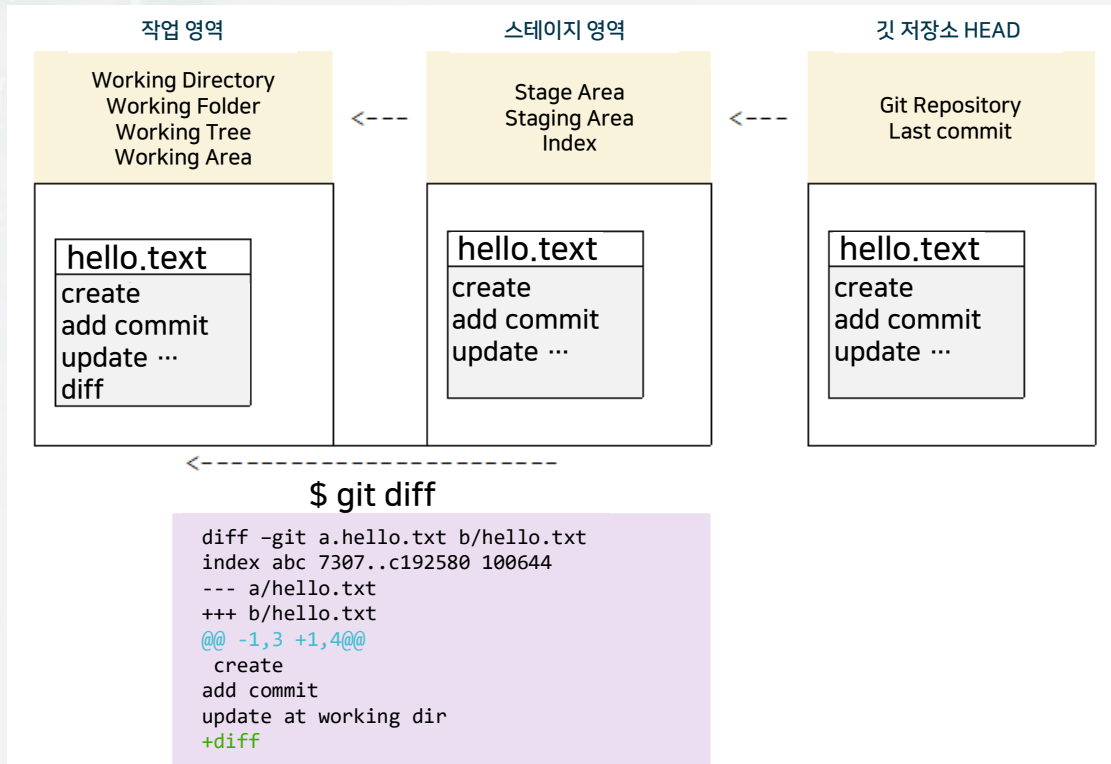 작업 영역
스테이지 영역
깃 저장소 HEAD
Working Directory
Working Folder
Working Tree
Working Area
<---
Stage Area
Staging Area
Index
<---
Git Repository
Last commit
hello.text
create
add commit
update …
diff
hello.text
create
add commit
update …
hello.text
create
add commit
update …
<------------------------
$ git diff
diff –git a.hello.txt b/hello.txt
index abc 7307..c192580 100644
--- a/hello.txt
+++ b/hello.txt
@@ -1,3 +1,4@@
create
add commit
update at working dir
+diff